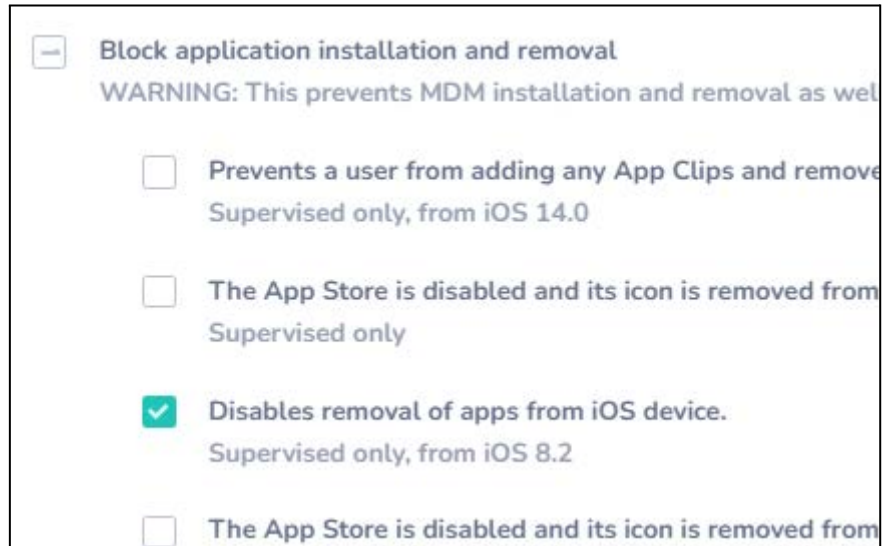 Block application installation and removal
WARNING: This prevents MDM installation and removal as wel
Prevents a user from adding any App Clips and remove
Supervised only, from iOS 14.0
The App Store is disabled and its icon is removed from
Supervised only
Disables removal of apps from iOS device.
Supervised only, from iOS 8.2
The App Store is disabled and its icon is removed from